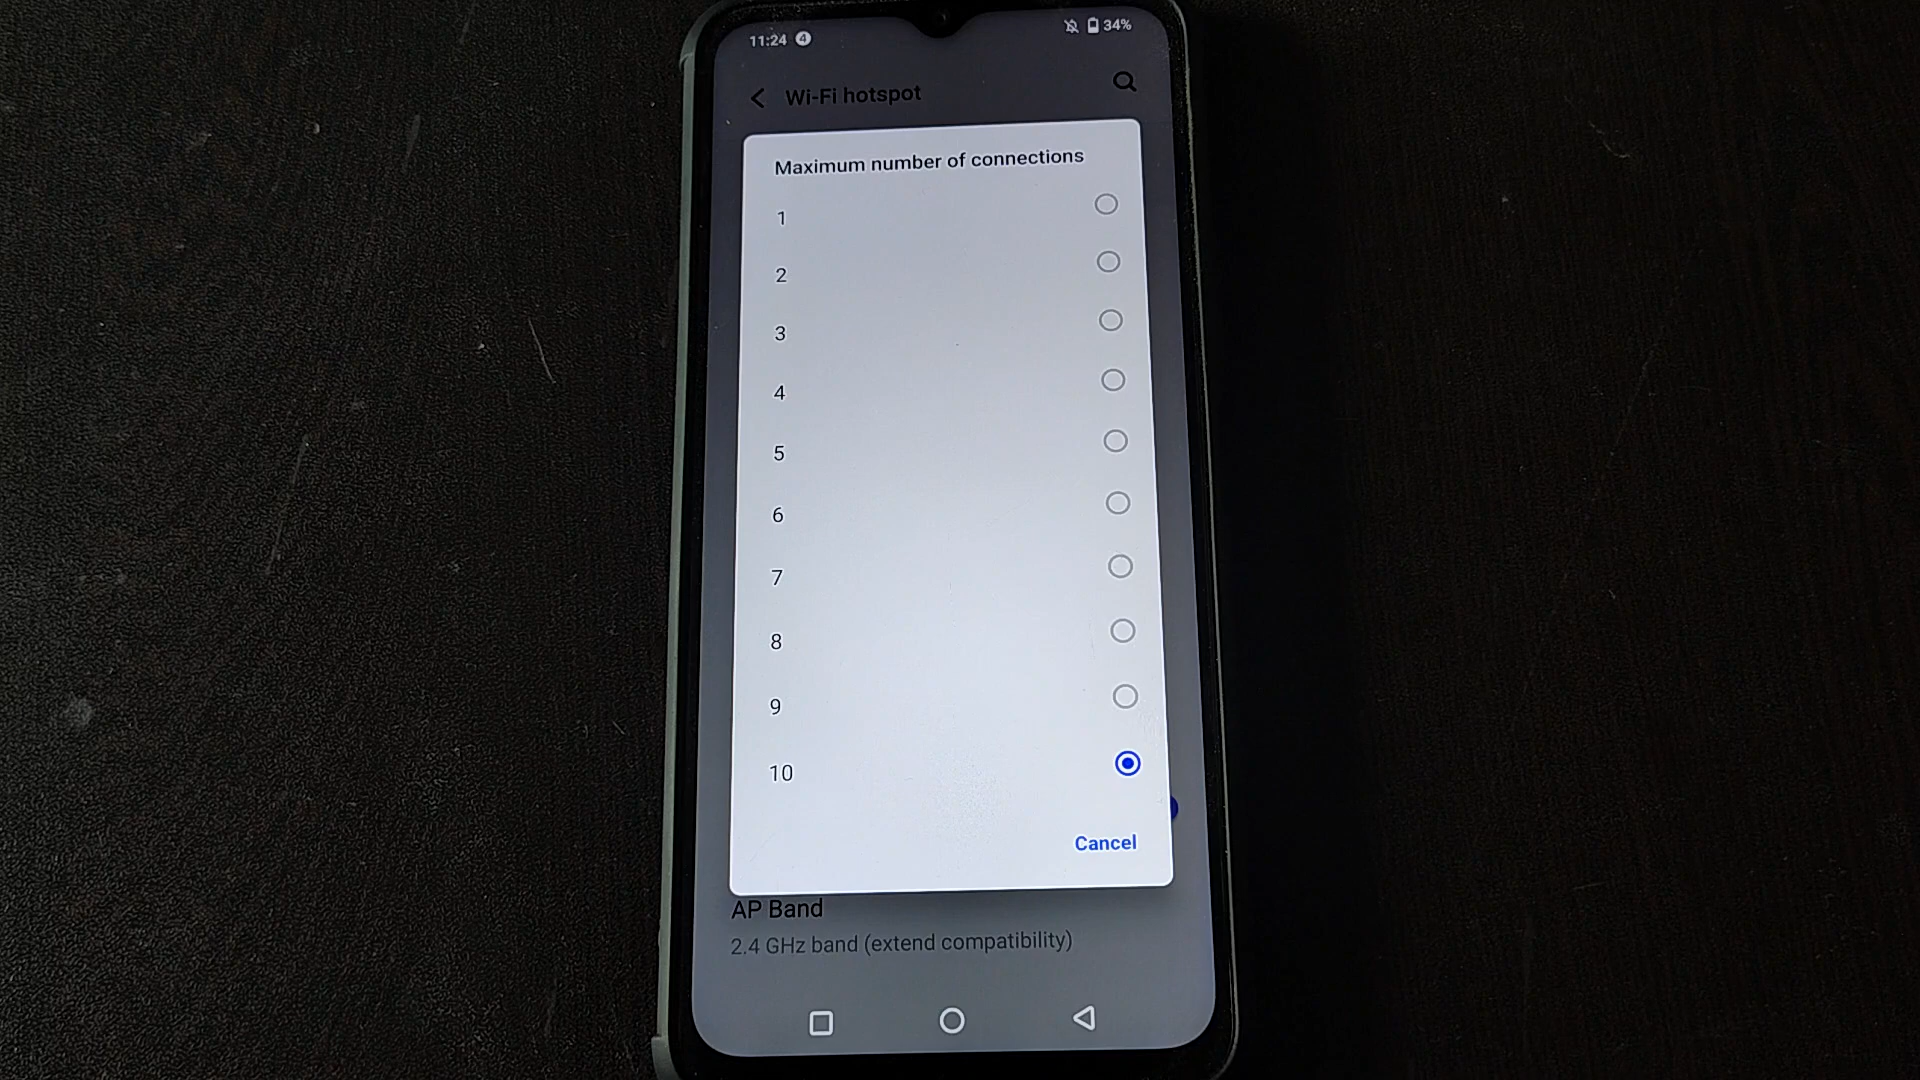 11:24 4 34%
Wi-Fi hotspot
Maximum number of connections
1
2
3
4
5
6
7
8
9
10
Cancel
AP Band
2.4 GHz band (extend compatibility)